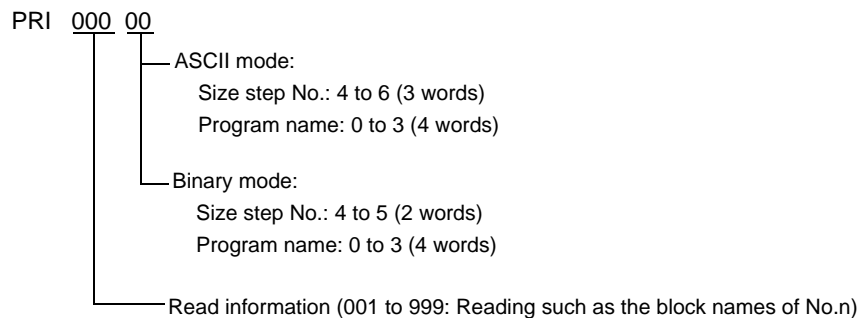 PRI 000 00
ASCII mode:
Size step No.: 4 to 6 (3 words)
Program name: 0 to 3 (4 words)
Binary mode:
Size step No.: 4 to 5 (2 words)
Program name: 0 to 3 (4 words)
Read information (001 to 999: Reading such as the block names of No.n)